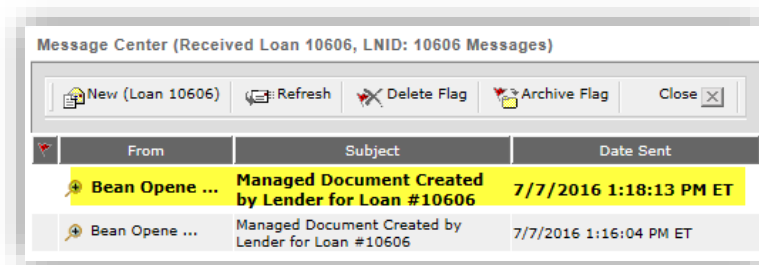 Message Center (Received Loan 10606, LNID: 10606 Messages)
New (Loan 10606) Refresh Delete Flag Archive Flag Close
From Subject Date Sent
Bean Opene ... Managed Document Created by Lender for Loan #10606 7/7/2016 1:18:13 PM ET
Bean Opene ... Managed Document Created by Lender for Loan #10606 7/7/2016 1:16:04 PM ET